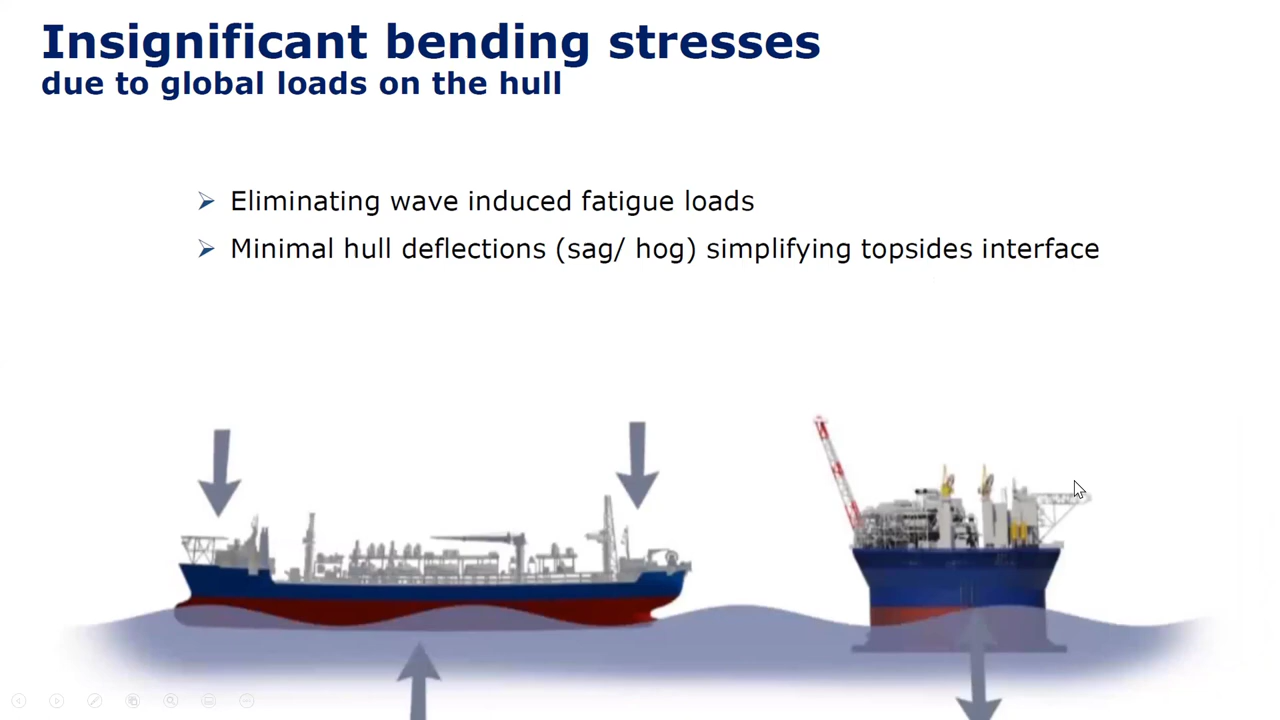 Insignificant bending stresses
due to global loads on the hull
Eliminating wave induced fatigue loads
Minimal hull deflections (sag/ hog) simplifying topsides interface